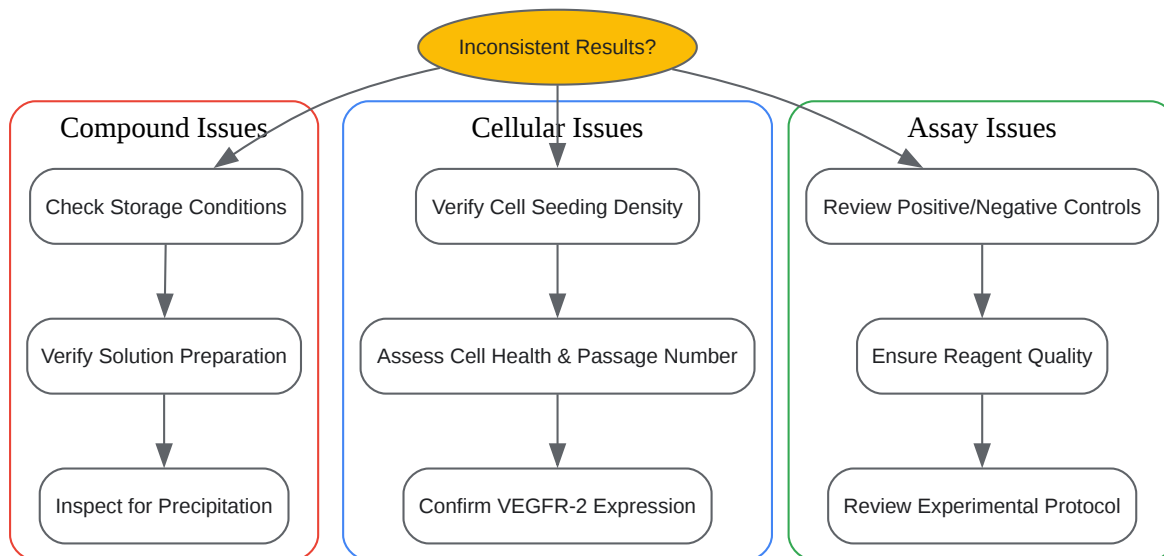 Inconsistent Results?
Compound Issues
Check Storage Conditions
Verify Solution Preparation
Inspect for Precipitation
Cellular Issues
Verify Cell Seeding Density
Assess Cell Health & Passage Number
Confirm VEGFR-2 Expression
Assay Issues
Review Positive/Negative Controls
Ensure Reagent Quality
Review Experimental Protocol